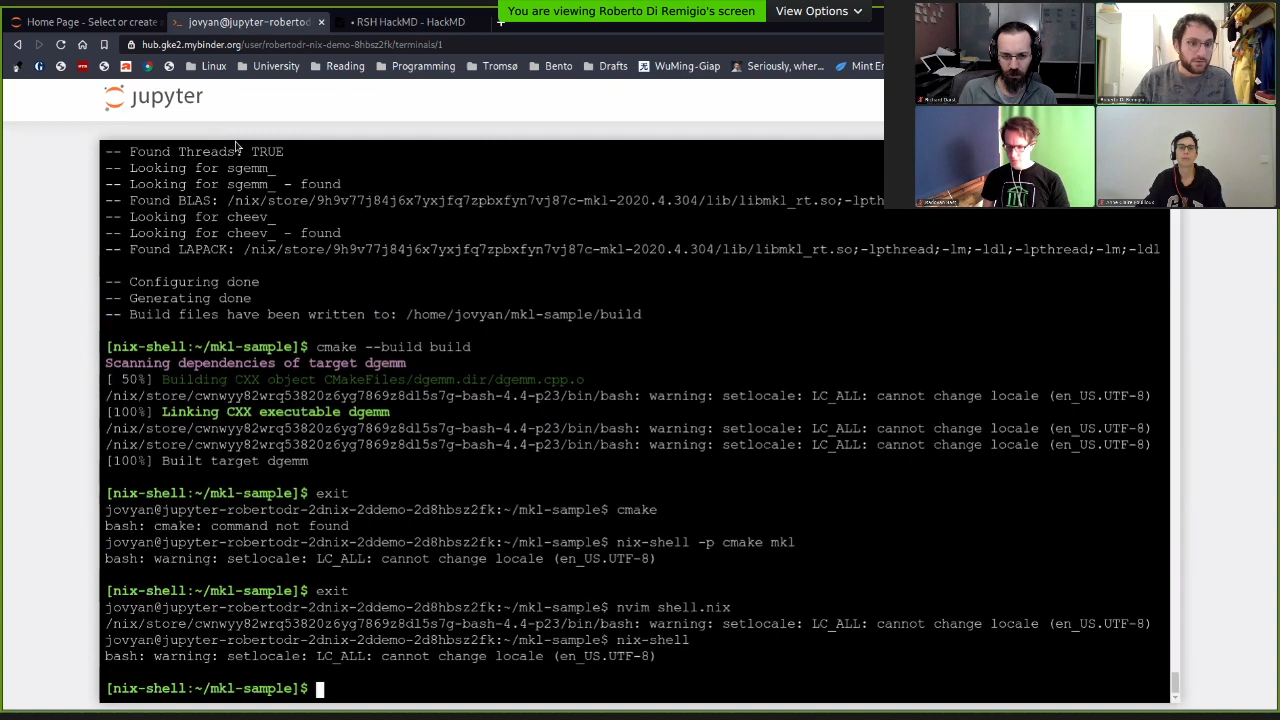 You are viewing Roberto Di Remigio's screen
View Options
Home Page - Select or create
jovyan@jupyter-robertod
RSH HackMD - HackMD
hub.gke2.mybinder.org/user/robertodr-nix-demo-8hbsz2fk/terminals/1
Linux University Reading Programming Tromsø Bento Drafts WuMing-Giap Seriously, wher... Mint En
Richard Darst
Roberto Di Remigio
Radovan Bast
jupyter
-- Found Threads: TRUE
-- Looking for sgemm_
-- Looking for sgemm_ - found
-- Found BLAS: /nix/store/9h9v77j84j6x7yxjfq7zpbxfyn7vj87c-mkl-2020.4.304/lib/libmkl_rt.so;-lpth
-- Looking for cheev_
-- Looking for cheev_ - found
-- Found LAPACK: /nix/store/9h9v77j84j6x7yxjfq7zpbxfyn7vj87c-mkl-2020.4.304/lib/libmkl_rt.so;-lpthread;-lm;-ldl;-lpthread;-lm;-ldl
-- Configuring done
-- Generating done
-- Build files have been written to: /home/jovyan/mkl-sample/build
[nix-shell:~/mkl-sample]$ cmake --build build
Scanning dependencies of target dgemm
[ 50%] Building CXX object CMakeFiles/dgemm.dir/dgemm.cpp.o
/nix/store/cwnwyy82wrq53820z6yg7869z8dl5s7g-bash-4.4-p23/bin/bash: warning: setlocale: LC_ALL: cannot change locale (en_US.UTF-8)
[100%] Linking CXX executable dgemm
/nix/store/cwnwyy82wrq53820z6yg7869z8dl5s7g-bash-4.4-p23/bin/bash: warning: setlocale: LC_ALL: cannot change locale (en_US.UTF-8)
/nix/store/cwnwyy82wrq53820z6yg7869z8dl5s7g-bash-4.4-p23/bin/bash: warning: setlocale: LC_ALL: cannot change locale (en_US.UTF-8)
[100%] Built target dgemm
[nix-shell:~/mkl-sample]$ exit
jovyan@jupyter-robertodr-2dnix-2ddemo-2d8hbsz2fk:~/mkl-sample$ cmake
bash: cmake: command not found
jovyan@jupyter-robertodr-2dnix-2ddemo-2d8hbsz2fk:~/mkl-sample$ nix-shell -p cmake mkl
bash: warning: setlocale: LC_ALL: cannot change locale (en_US.UTF-8)
[nix-shell:~/mkl-sample]$ exit
jovyan@jupyter-robertodr-2dnix-2ddemo-2d8hbsz2fk:~/mkl-sample$ nvim shell.nix
/nix/store/cwnwyy82wrq53820z6yg7869z8dl5s7g-bash-4.4-p23/bin/bash: warning: setlocale: LC_ALL: cannot change locale (en_US.UTF-8)
jovyan@jupyter-robertodr-2dnix-2ddemo-2d8hbsz2fk:~/mkl-sample$ nix-shell
bash: warning: setlocale: LC_ALL: cannot change locale (en_US.UTF-8)
[nix-shell:~/mkl-sample]$